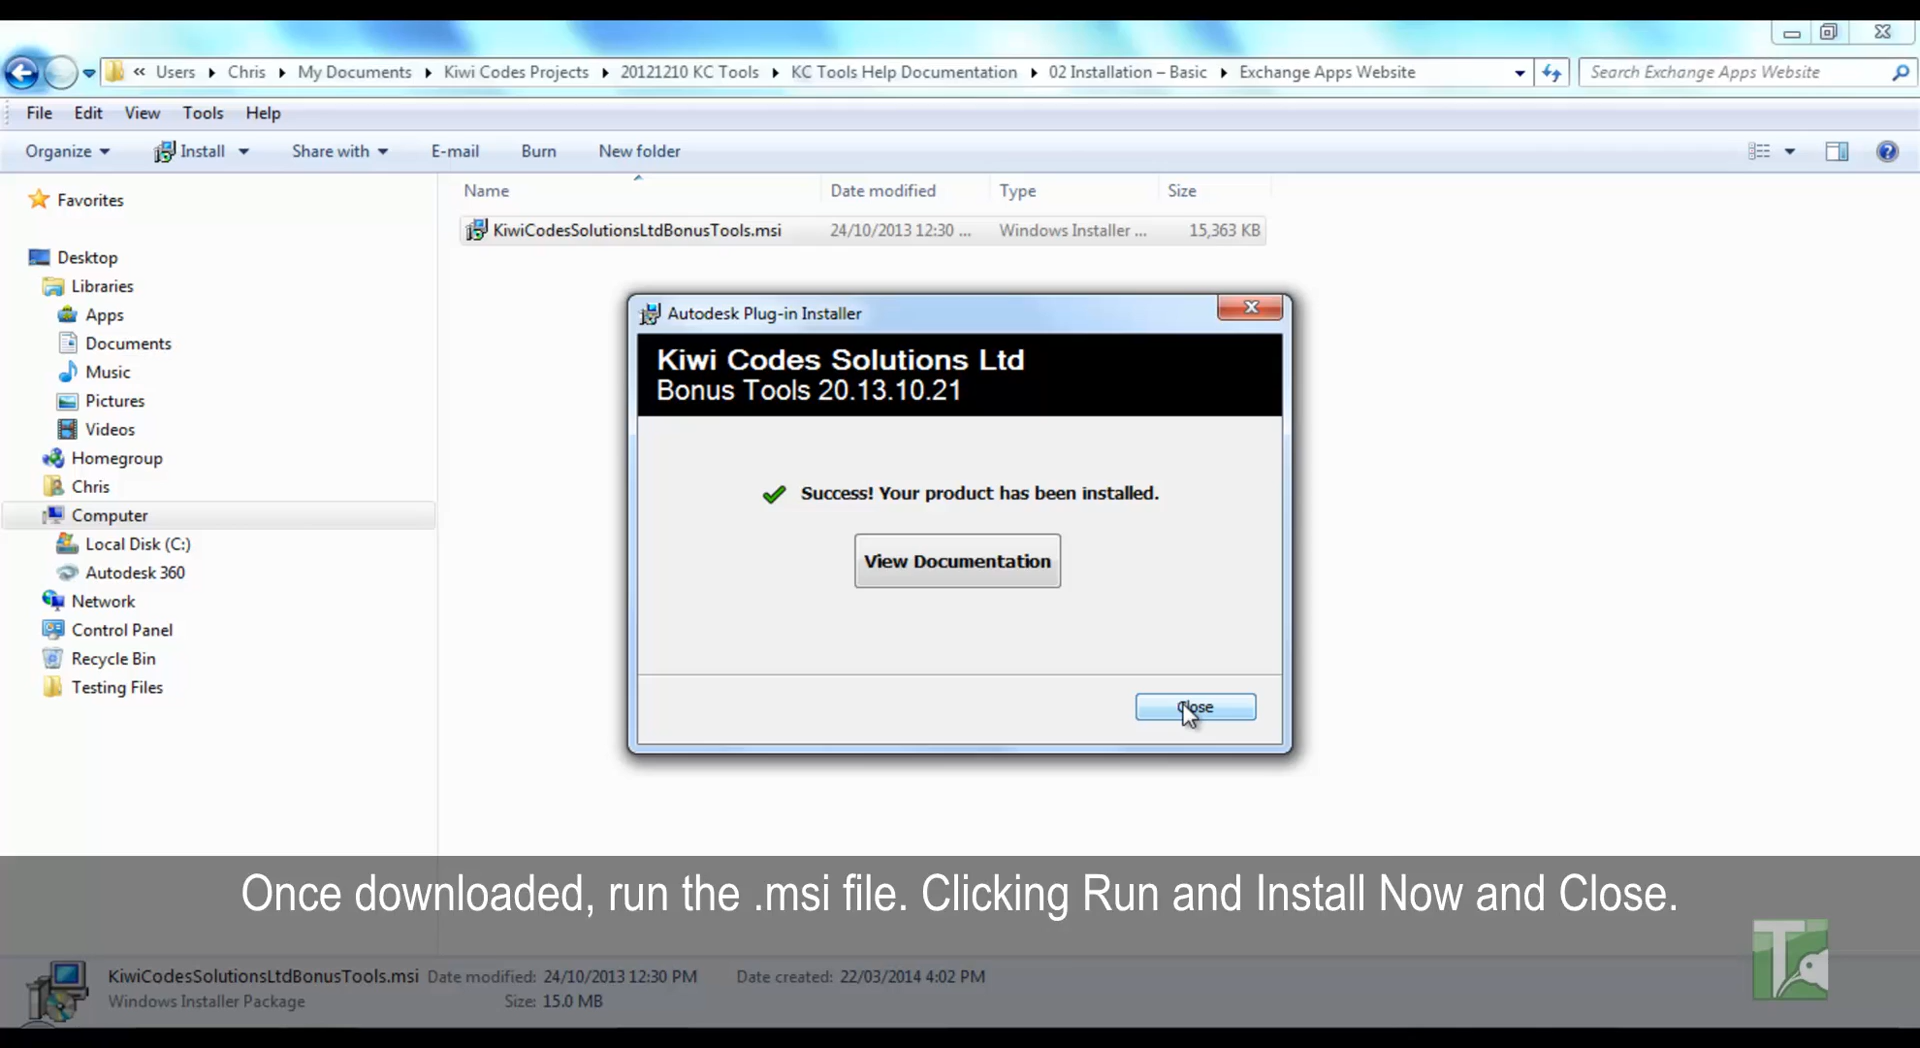 « Users ▸ Chris ▸ My Documents ▸ Kiwi Codes Projects ▸ 20121210 KC Tools ▸ KC Tools Help Documentation ▸ 02 Installation – Basic ▸ Exchange Apps Website
Search Exchange Apps Website
File Edit View Tools Help
Organize Install Share with E-mail Burn New folder
Name Date modified Type Size
KiwiCodesSolutionsLtdBonusTools.msi 24/10/2013 12:30 ... Windows Installer ... 15,363 KB
Favorites
Desktop
Libraries
Apps
Documents
Music
Pictures
Videos
Homegroup
Chris
Computer
Local Disk (C:)
Autodesk 360
Network
Control Panel
Recycle Bin
Testing Files
Autodesk Plug-in Installer
Kiwi Codes Solutions Ltd
Bonus Tools 20.13.10.21
Success! Your product has been installed.
View Documentation
Close
Once downloaded, run the .msi file. Clicking Run and Install Now and Close.
KiwiCodesSolutionsLtdBonusTools.msi Date modified: 24/10/2013 12:30 PM Date created: 22/03/2014 4:02 PM
Windows Installer Package Size: 15.0 MB